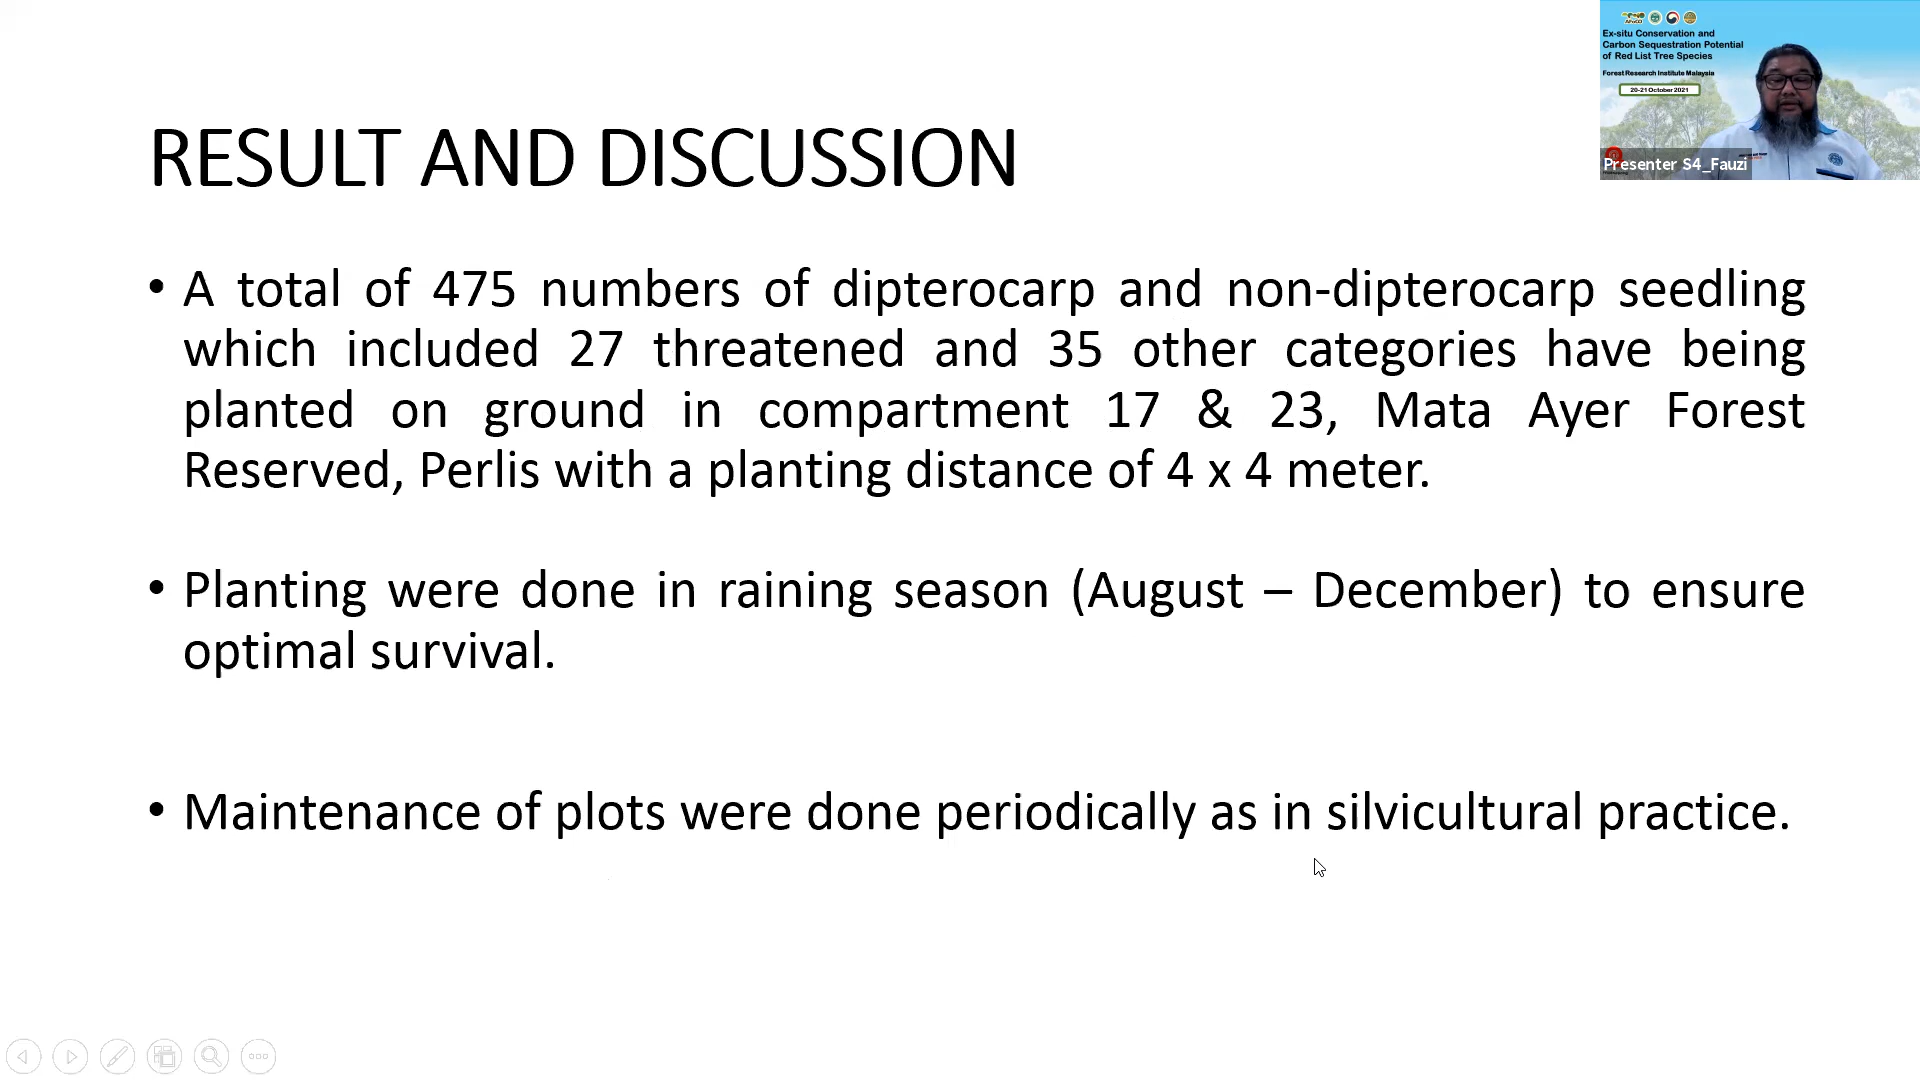 Ex-situ Conservation and
Carbon Sequestration Potential
of Red List Tree Species
Forest Research Institute Malaysia
20-21 October 2021
Presenter S4_Fauzi
RESULT AND DISCUSSION
• A total of 475 numbers of dipterocarp and non-dipterocarp seedling
which included 27 threatened and 35 other categories have being
planted on ground in compartment 17 & 23, Mata Ayer Forest
Reserved, Perlis with a planting distance of 4 x 4 meter.
• Planting were done in raining season (August – December) to ensure
optimal survival.
• Maintenance of plots were done periodically as in silvicultural practice.